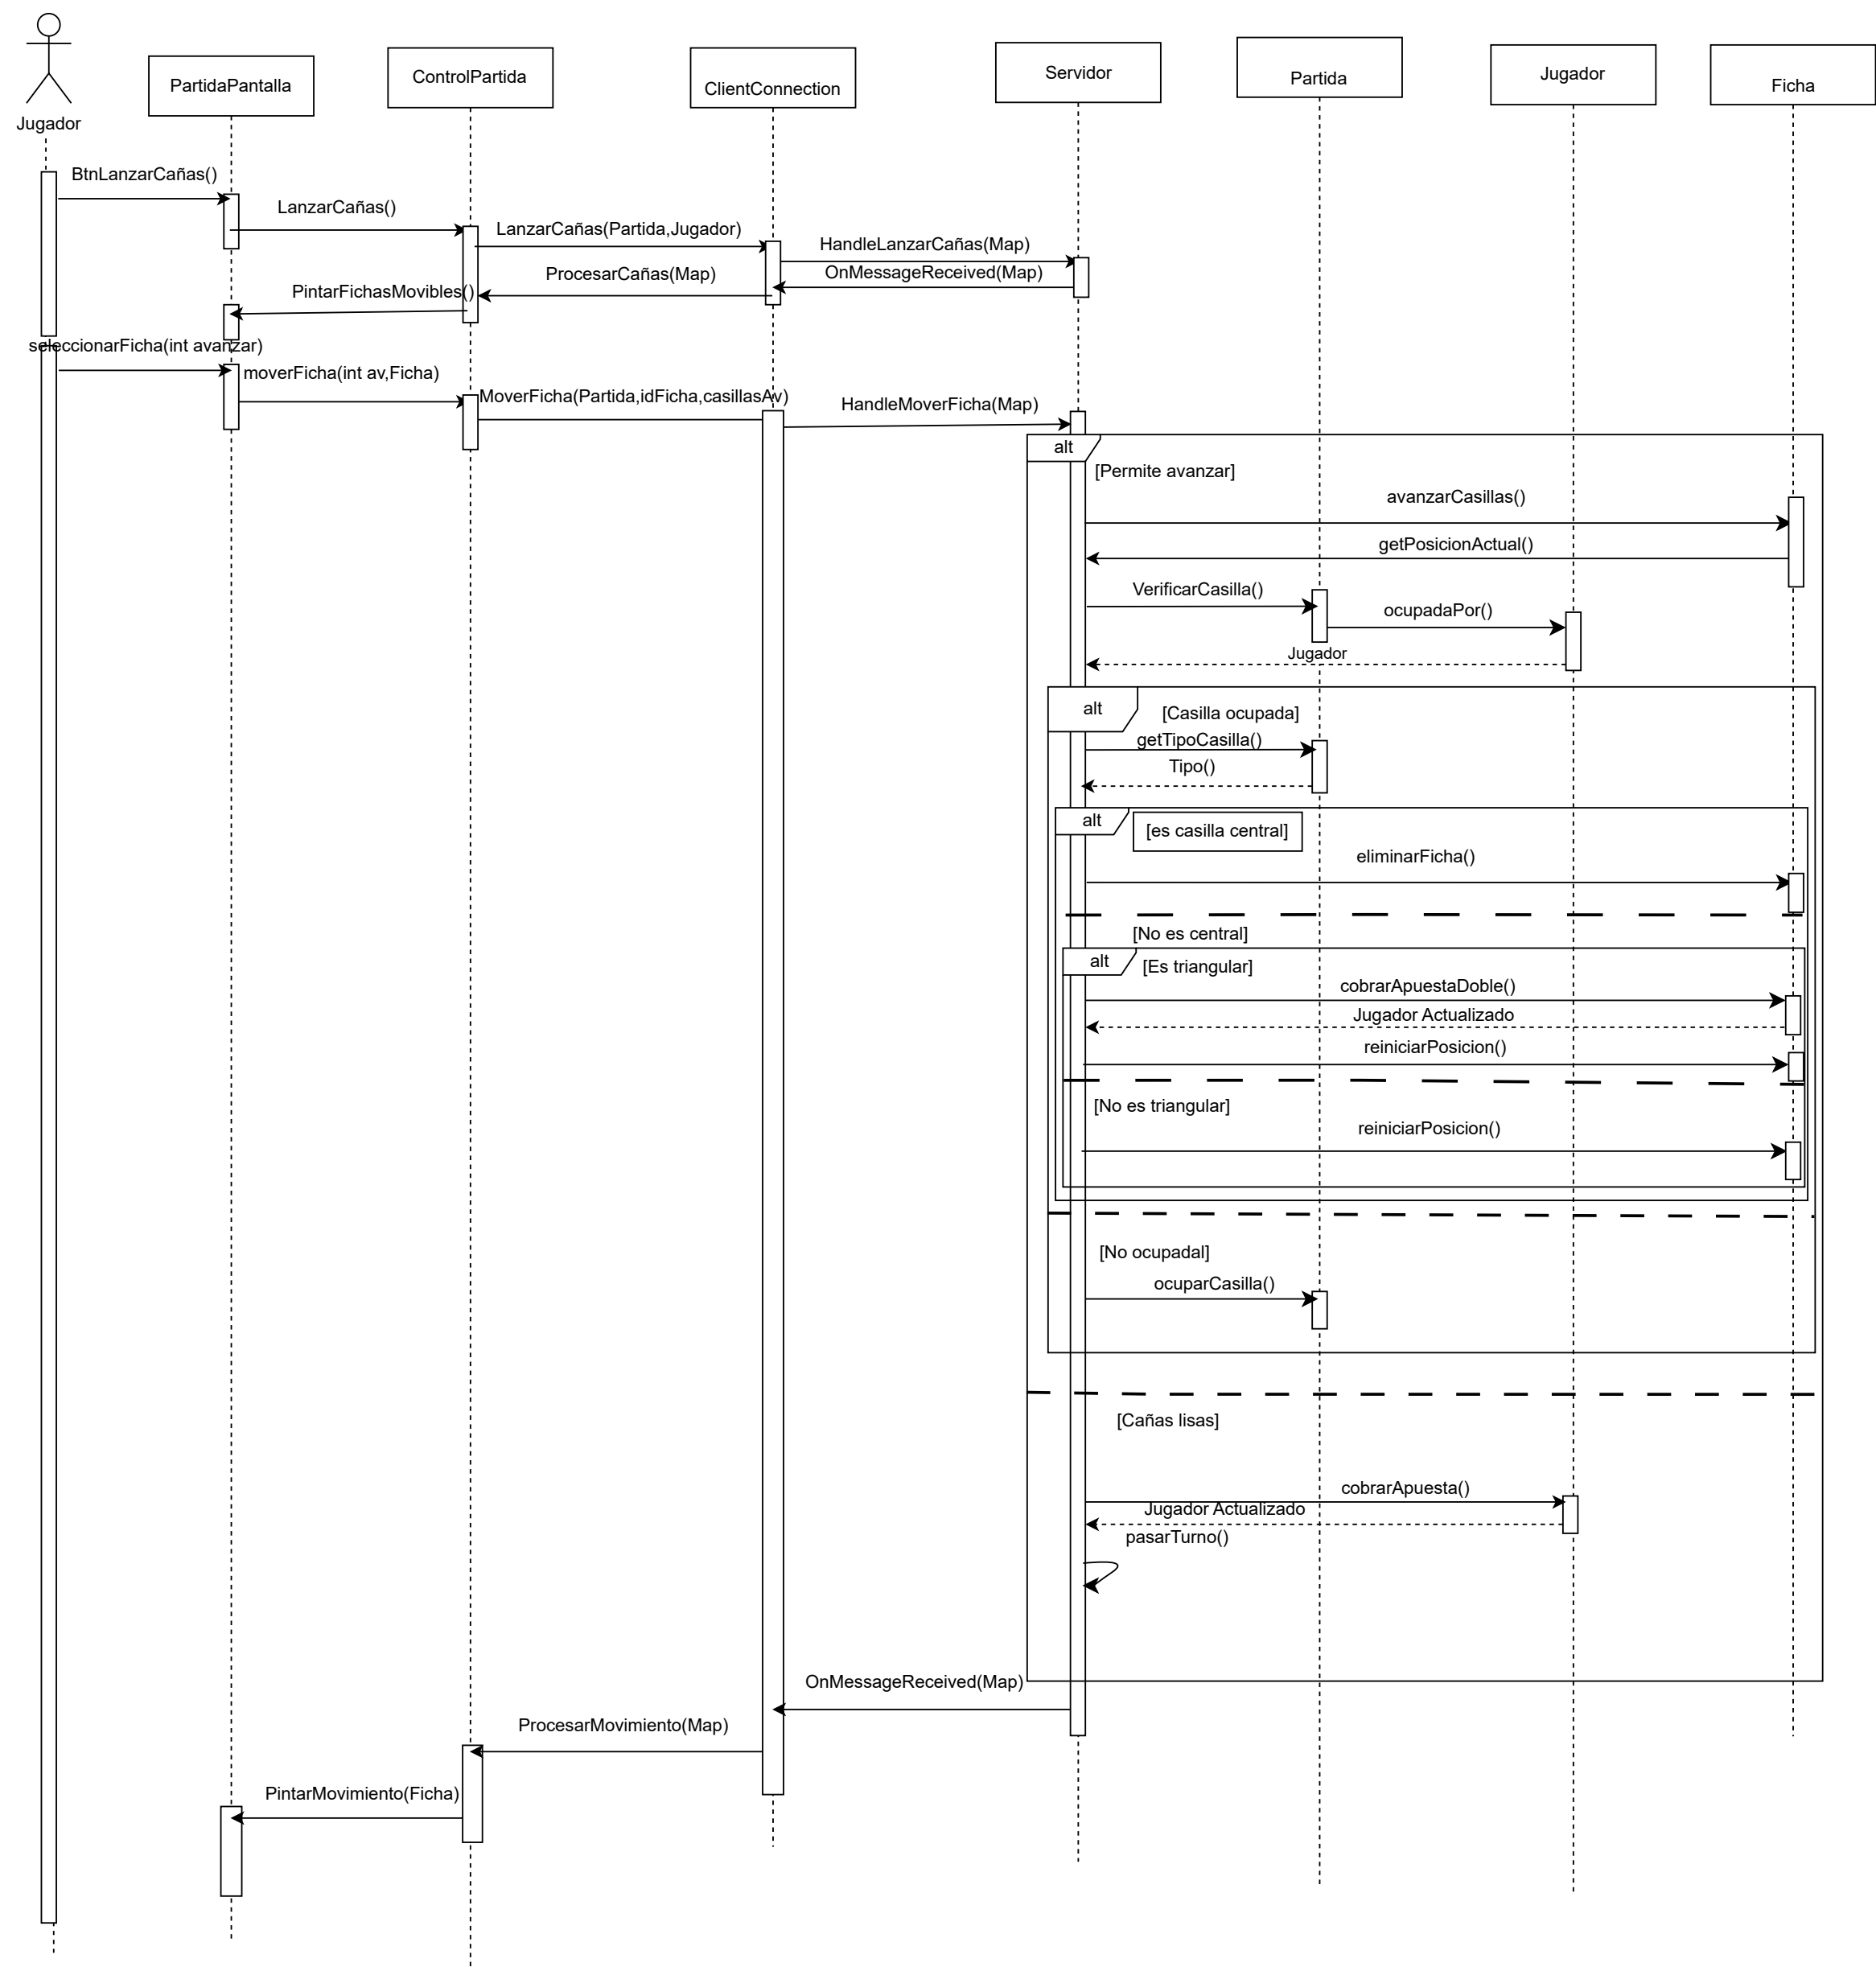 Jugador
PartidaPantalla
ControlPartida
ClientConnection
Servidor
Partida
Jugador
Ficha
BtnLanzarCañas()
LanzarCañas()
LanzarCañas(Partida,Jugador)
HandleLanzarCañas(Map)
OnMessageReceived(Map)
ProcesarCañas(Map)
PintarFichasMovibles()
seleccionarFicha(int avanzar)
moverFicha(int av,Ficha)
MoverFicha(Partida,idFicha,casillasAv)
HandleMoverFicha(Map)
alt
[Permite avanzar]
avanzarCasillas()
getPosicionActual()
VerificarCasilla()
ocupadaPor()
Jugador
alt
[Casilla ocupada]
getTipoCasilla()
Tipo()
alt
[es casilla central]
eliminarFicha()
[No es central]
alt
[Es triangular]
cobrarApuestaDoble()
Jugador Actualizado
reiniciarPosicion()
[No es triangular]
reiniciarPosicion()
[No ocupadal]
ocuparCasilla()
[Cañas lisas]
cobrarApuesta()
Jugador Actualizado
pasarTurno()
OnMessageReceived(Map)
ProcesarMovimiento(Map)
PintarMovimiento(Ficha)